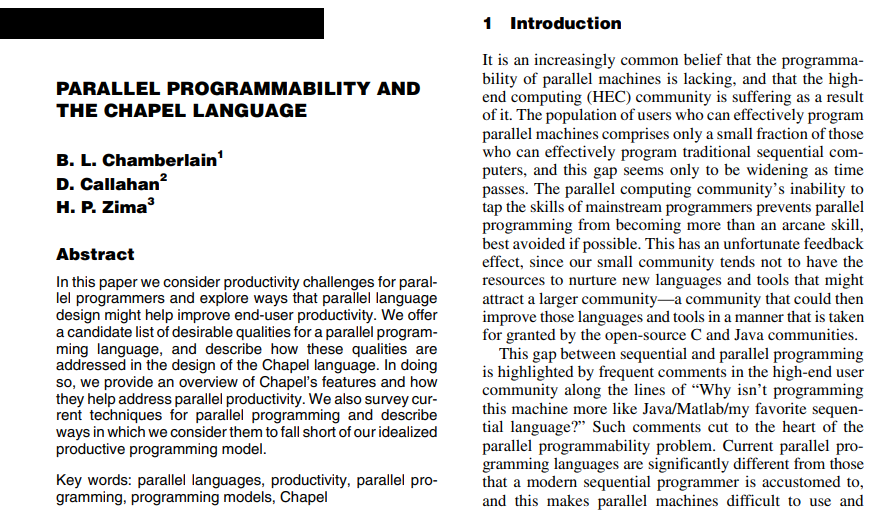 PARALLEL PROGRAMMABILITY AND
THE CHAPEL LANGUAGE
B. L. Chamberlain¹
D. Callahan²
H. P. Zima³
Abstract
In this paper we consider productivity challenges for paral-
lel programmers and explore ways that parallel language
design might help improve end-user productivity. We offer
a candidate list of desirable qualities for a parallel program-
ming language, and describe how these qualities are
addressed in the design of the Chapel language. In doing
so, we provide an overview of Chapel's features and how
they help address parallel productivity. We also survey cur-
rent techniques for parallel programming and describe
ways in which we consider them to fall short of our idealized
productive programming model.
Key words: parallel languages, productivity, parallel pro-
gramming, programming models, Chapel
1 Introduction
It is an increasingly common belief that the programma-
bility of parallel machines is lacking, and that the high-
end computing (HEC) community is suffering as a result
of it. The population of users who can effectively program
parallel machines comprises only a small fraction of those
who can effectively program traditional sequential com-
puters, and this gap seems only to be widening as time
passes. The parallel computing community's inability to
tap the skills of mainstream programmers prevents parallel
programming from becoming more than an arcane skill,
best avoided if possible. This has an unfortunate feedback
effect, since our small community tends not to have the
resources to nurture new languages and tools that might
attract a larger community—a community that could then
improve those languages and tools in a manner that is taken
for granted by the open-source C and Java communities.
This gap between sequential and parallel programming
is highlighted by frequent comments in the high-end user
community along the lines of “Why isn't programming
this machine more like Java/Matlab/my favorite sequen-
tial language?” Such comments cut to the heart of the
parallel programmability problem. Current parallel pro-
gramming languages are significantly different from those
that a modern sequential programmer is accustomed to,
and this makes parallel machines difficult to use and